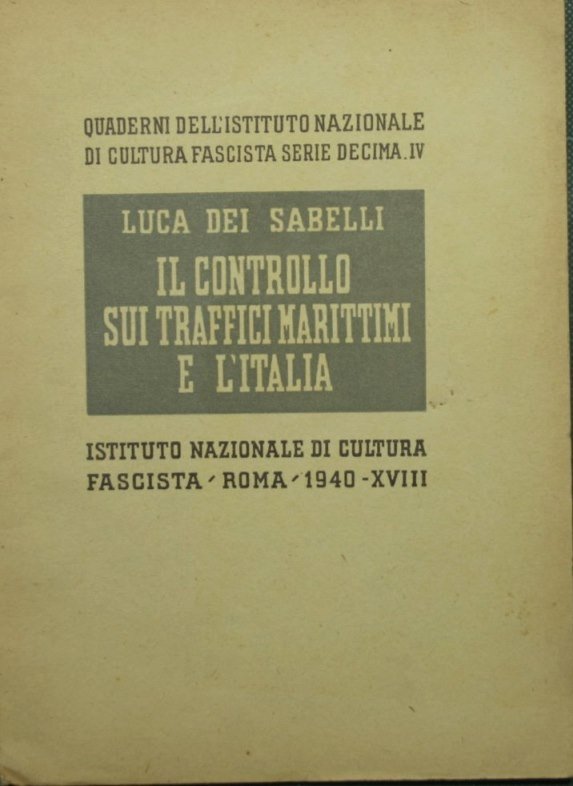 QUADERNI DELL'ISTITUTO NAZIONALE
DI CULTURA FASCISTA SERIE DECIMA.IV
LUCA DEI SABELLI
IL CONTROLLO
SUI TRAFFICI MARITTIMI
E L'ITALIA
ISTITUTO NAZIONALE DI CULTURA
FASCISTA - ROMA - 1940 - XVIII